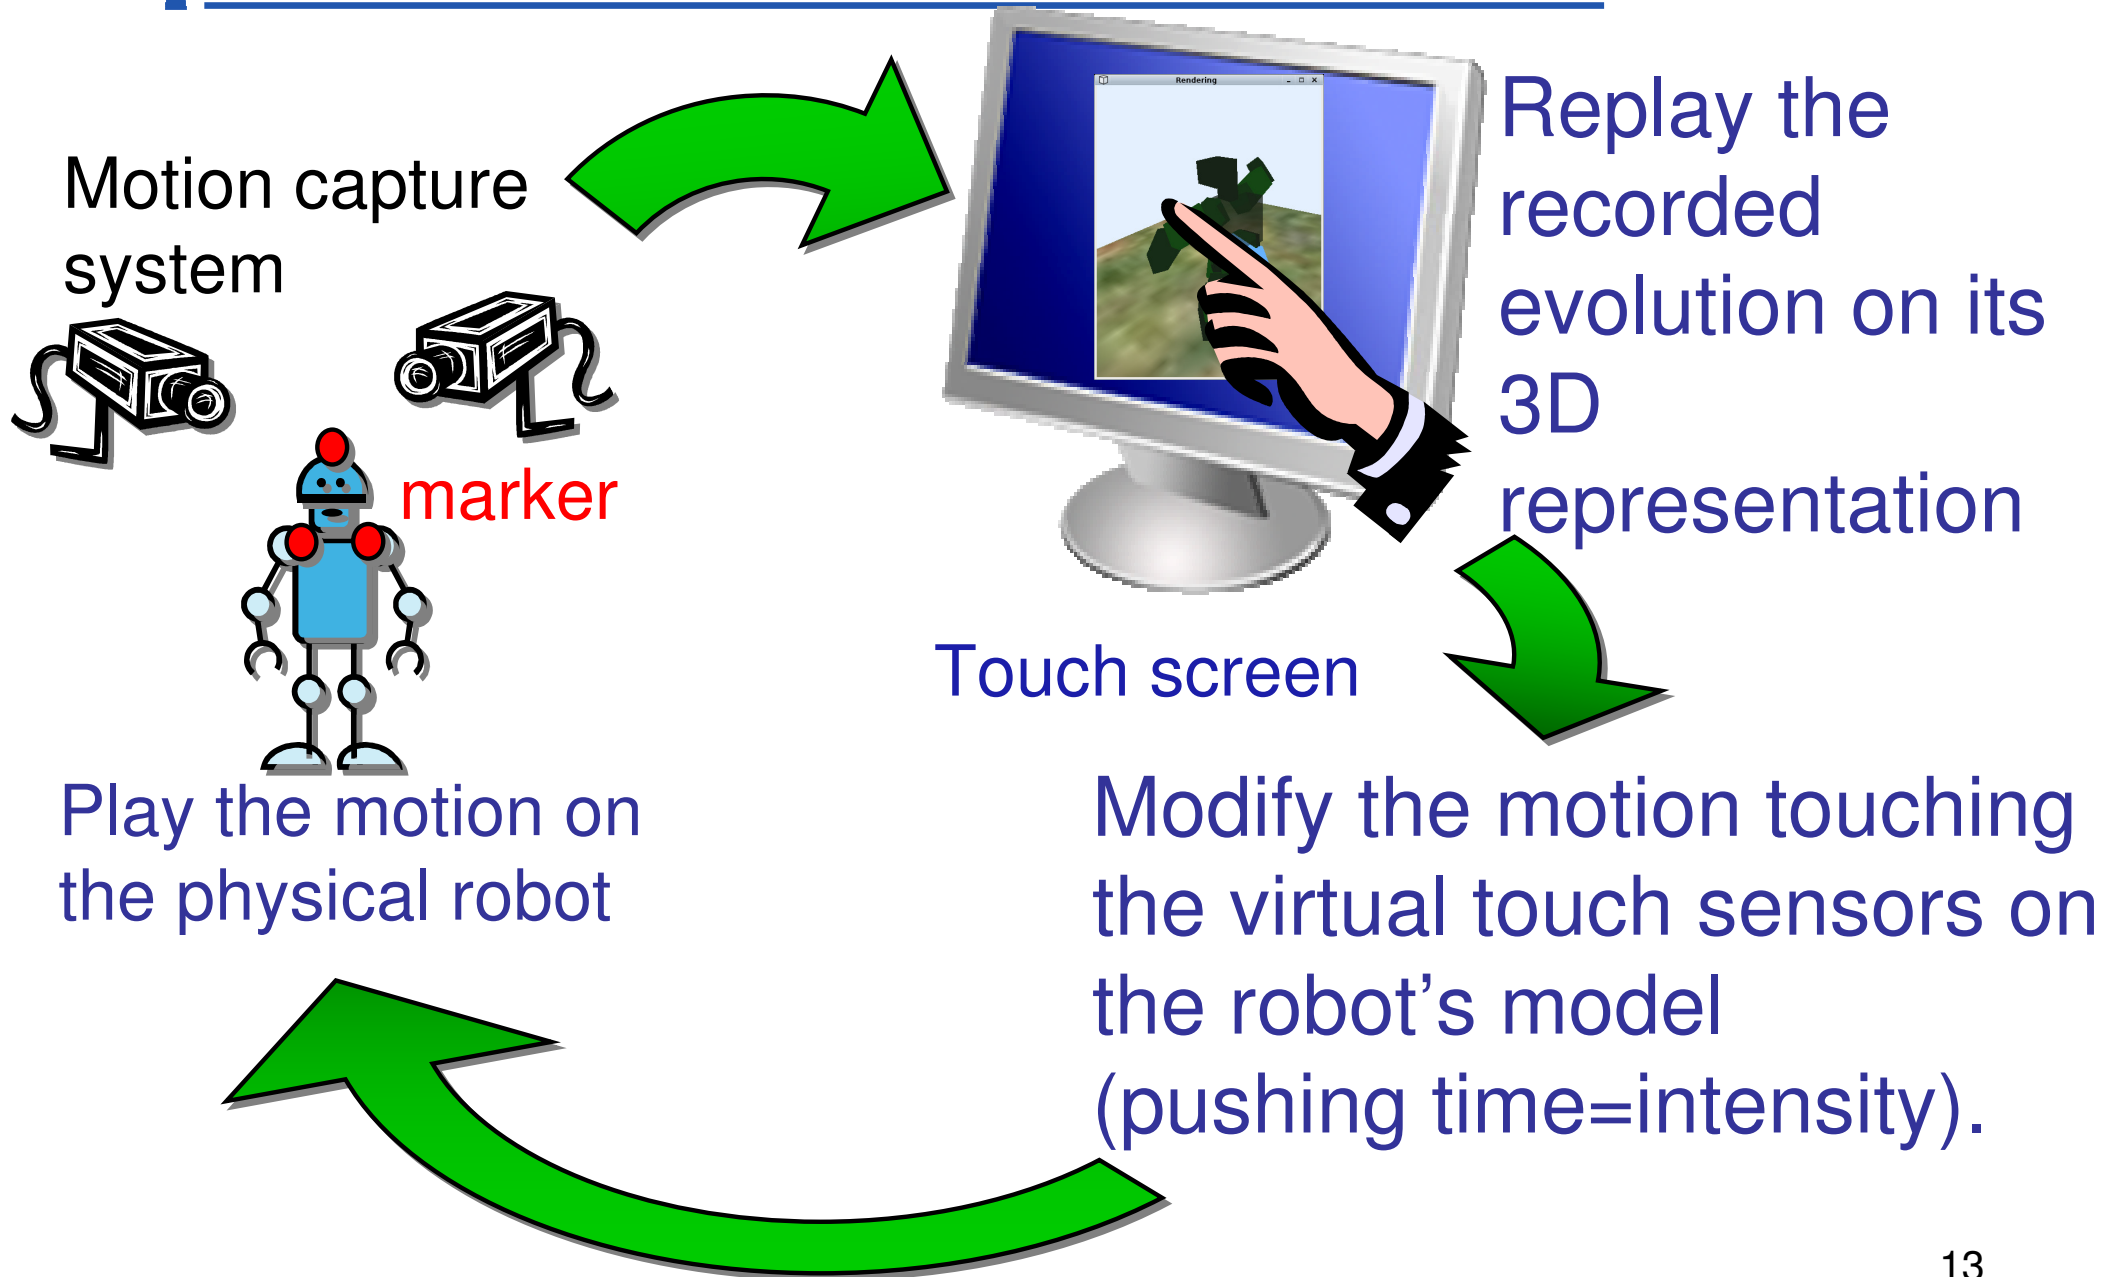 Motion capture
system
marker
Play the motion on
the physical robot
Rendering
Touch screen
Replay the
recorded
evolution on its
3D
representation
Modify the motion touching
the virtual touch sensors on
the robot’s model
(pushing time=intensity).
13